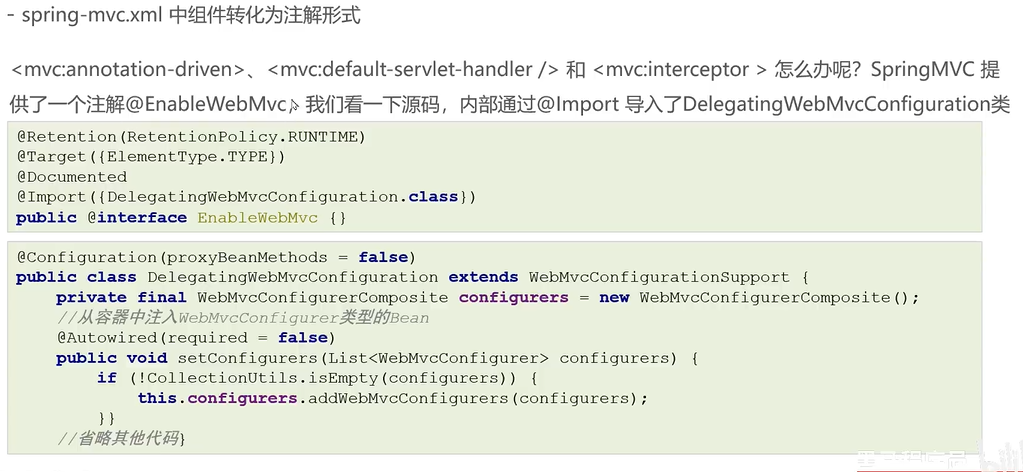 - spring-mvc.xml 中组件转化为注解形式
<mvc:annotation-driven>、<mvc:default-servlet-handler /> 和 <mvc:interceptor > 怎么办呢？SpringMVC 提
供了一个注解@EnableWebMvc，我们看一下源码，内部通过@Import 导入了DelegatingWebMvcConfiguration类
@Retention(RetentionPolicy.RUNTIME)
@Target({ElementType.TYPE})
@Documented
@Import({DelegatingWebMvcConfiguration.class})
public @interface EnableWebMvc {}
@Configuration(proxyBeanMethods = false)
public class DelegatingWebMvcConfiguration extends WebMvcConfigurationSupport {
    private final WebMvcConfigurerComposite configurers = new WebMvcConfigurerComposite();
    //从容器中注入WebMvcConfigurer类型的Bean
    @Autowired(required = false)
    public void setConfigurers(List<WebMvcConfigurer> configurers) {
        if (!CollectionUtils.isEmpty(configurers)) {
            this.configurers.addWebMvcConfigurers(configurers);
        }}
    //省略其他代码}